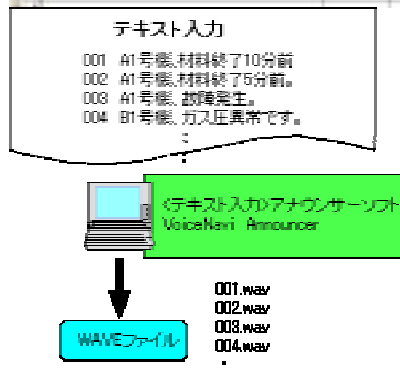 テキスト入力
001 A1号機、材料終了10分前
002 A1号機、材料終了5分前。
003 A1号機、故障発生。
004 B1号機、ガス圧異常です。
:
<テキスト入力>アナウンサーソフト
VoiceNavi Announcer
001.wav
002.wav
003.wav
004.wav
WAVEファイル